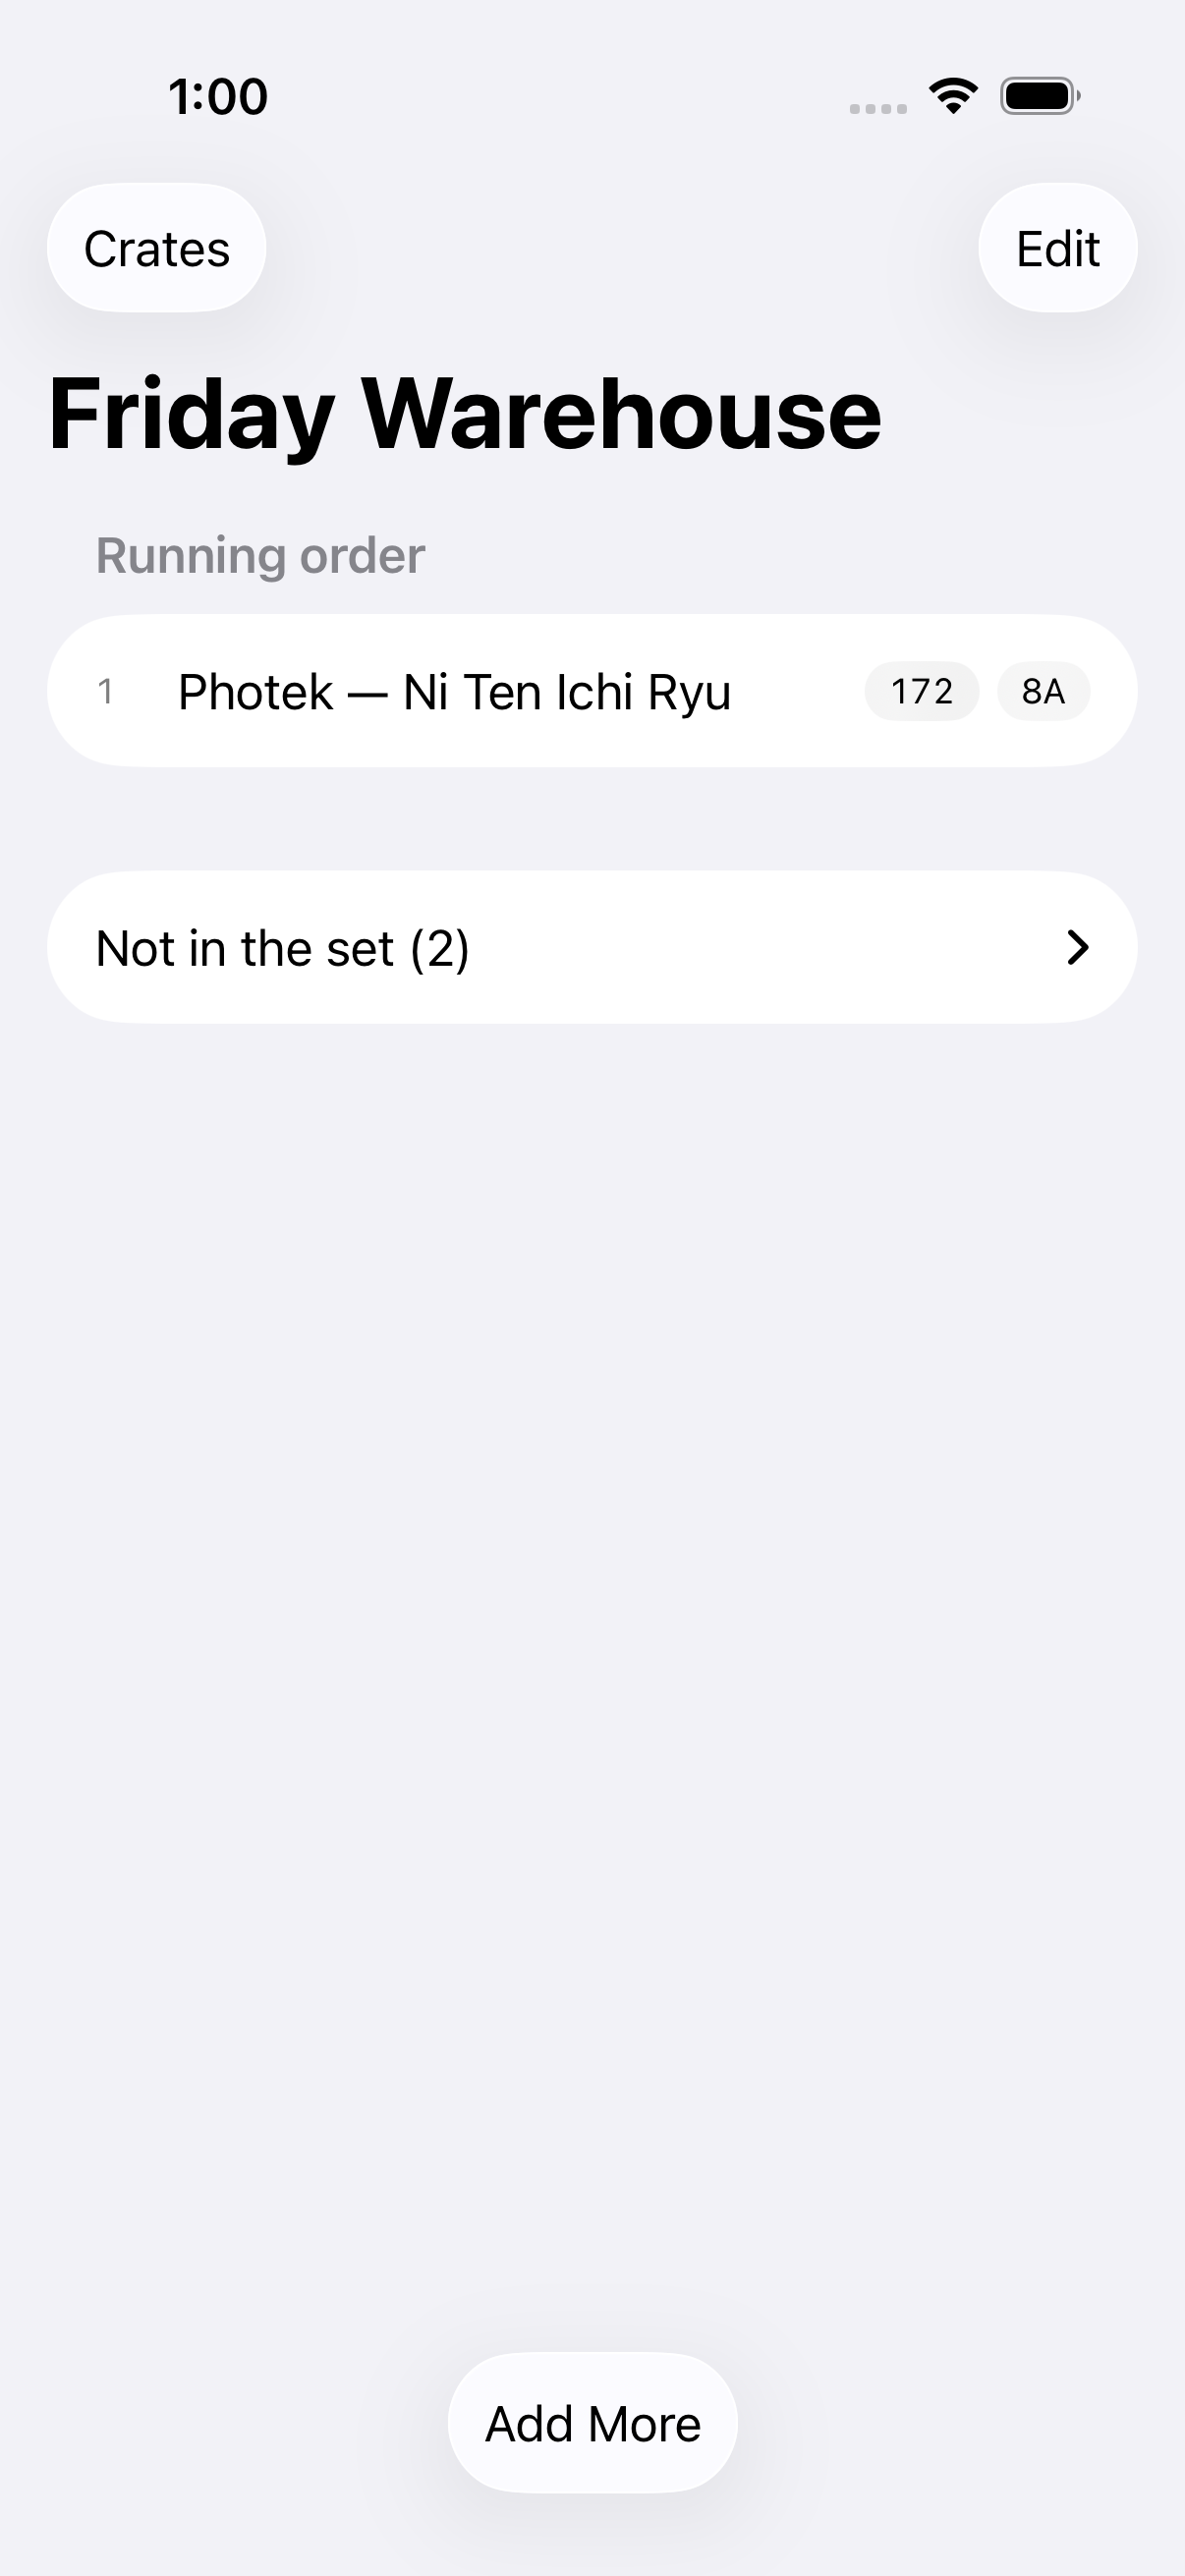 1:00
Crates Edit
Friday Warehouse
Running order
1 Photek — Ni Ten Ichi Ryu 172 8A
Not in the set (2)
Add More